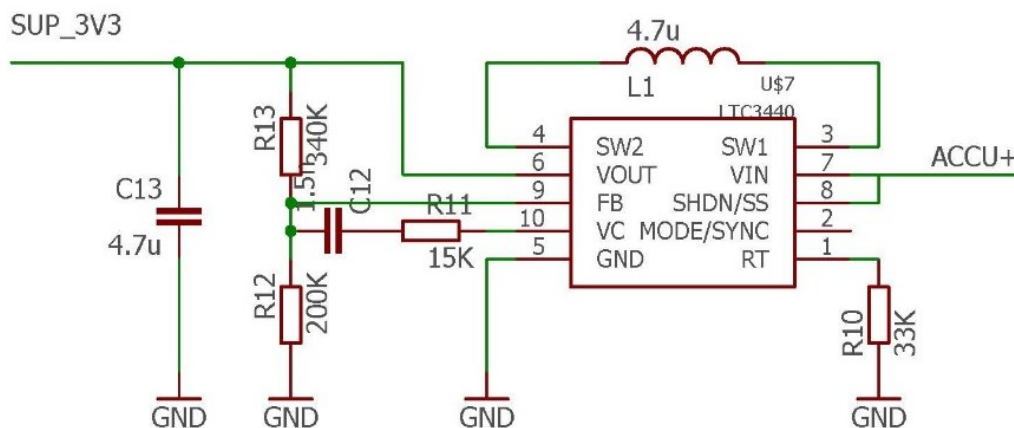 SUP_3V3
4.7u
L1
U$7
LTC3440
R13
340K
C13
4.7u
1.5n
C12
R11
15K
R12
200K
4
SW2
SW1
3
6
VOUT
VIN
7
ACCU+
9
FB
SHDN/SS
8
10
VC
MODE/SYNC
2
5
GND
RT
1
R10
33K
GND
GND
GND
GND